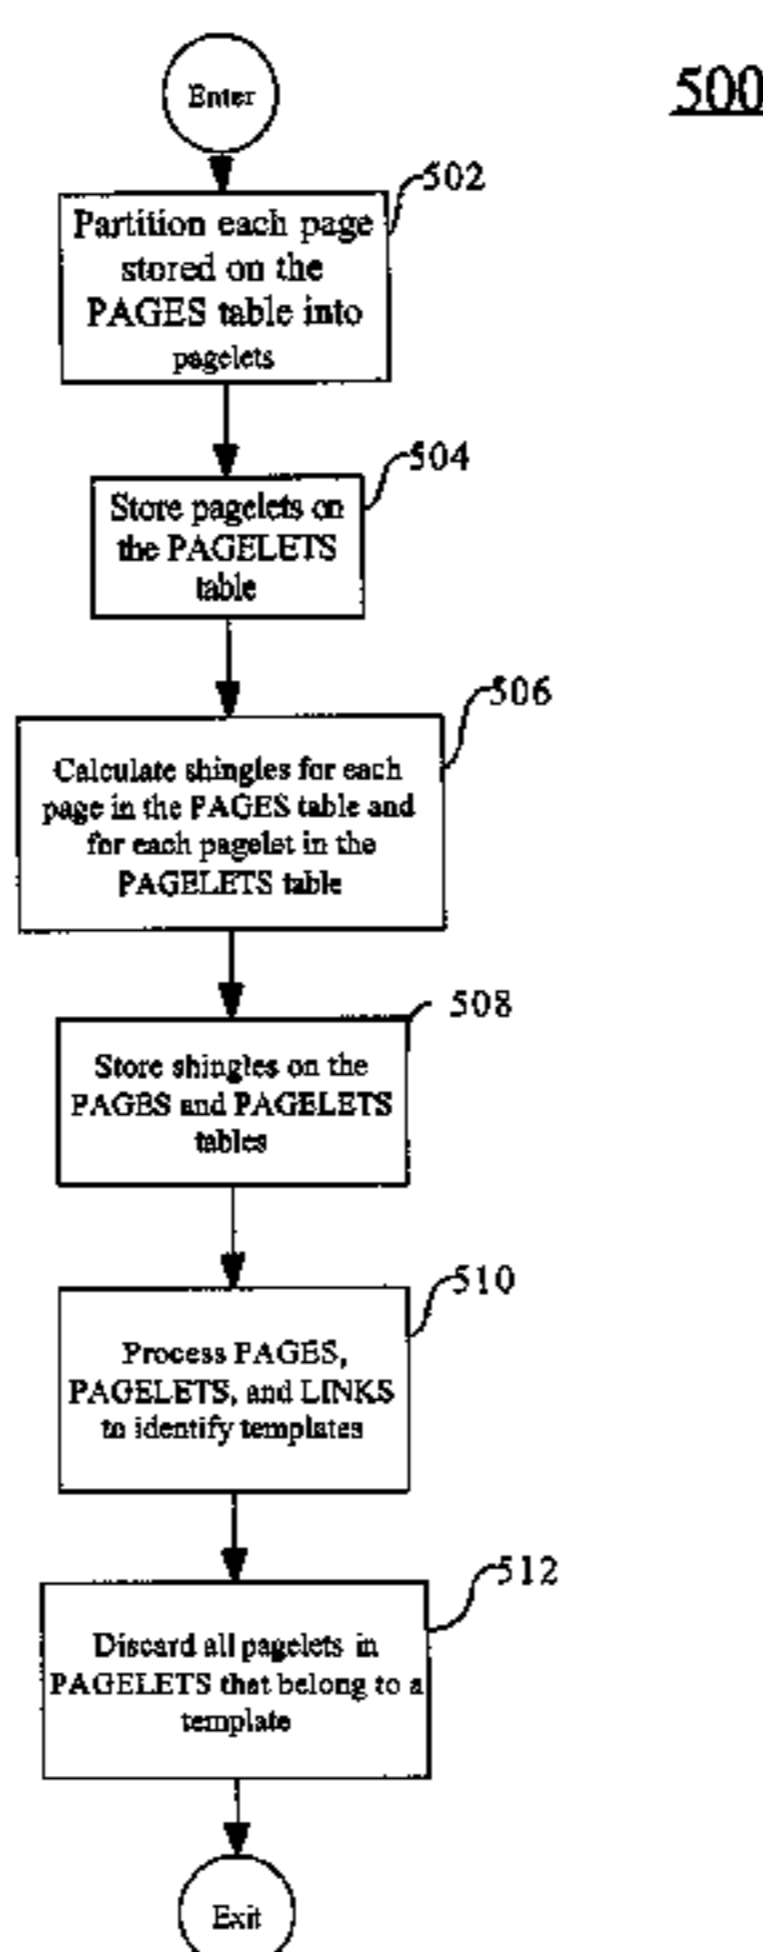 Enter
500
502
Partition each page
stored on the
PAGES table into
pagelets
504
Store pagelets on
the PAGELETS
table
506
Calculate shingles for each
page in the PAGES table and
for each pagelet in the
PAGELETS table
508
Store shingles on the
PAGES and PAGELETS
tables
510
Process PAGES,
PAGELETS, and LINKS
to identify templates
512
Discard all pagelets in
PAGELETS that belong to a
template
Exit